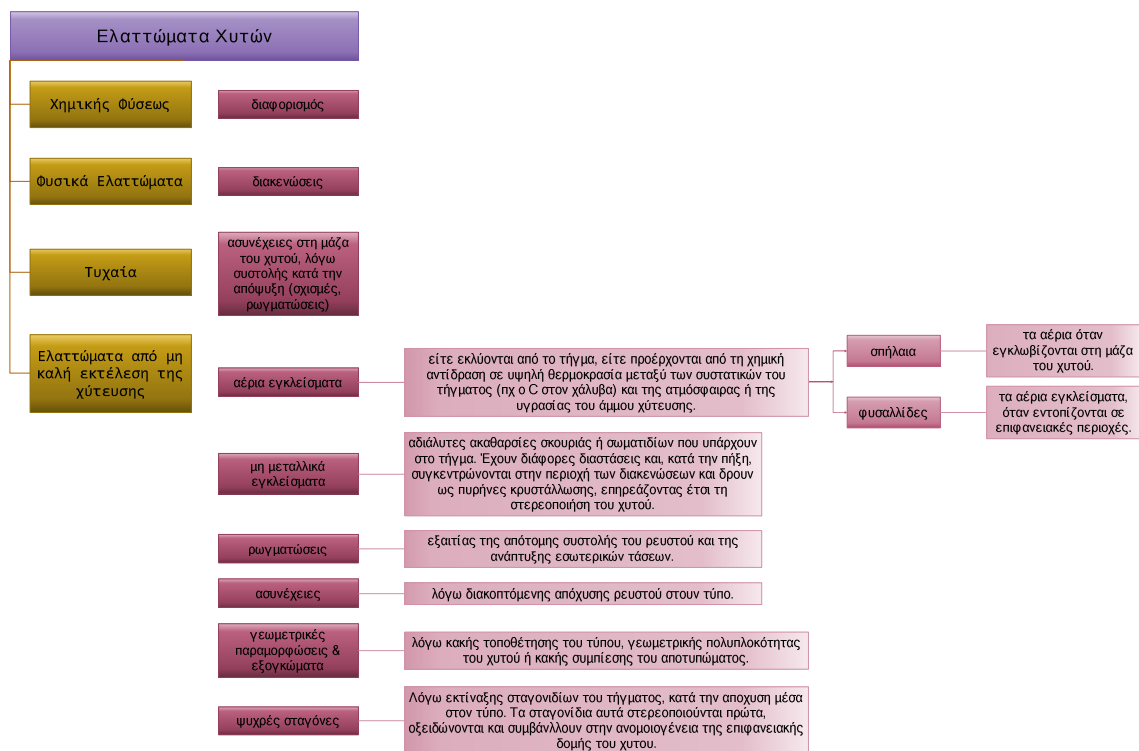 Ελαττώματα Χυτών
Χημικής Φύσεως
διαφορισμός
Φυσικά Ελαττώματα
διακενώσεις
Τυχαία
ασυνέχειες στη μάζα
του χυτού, λόγω
συστολής κατά την
απόψυξη (σχισμές,
ρωγματώσεις)
Ελαττώματα από μη
καλή εκτέλεση της
χύτευσης
αέρια εγκλείσματα
είτε εκλύονται από το τήγμα, είτε προέρχονται από τη χημική
αντίδραση σε υψηλή θερμοκρασία μεταξύ των συστατικών του
τήγματος (πχ ο C στον χάλυβα) και της ατμόσφαιρας ή της
υγρασίας του άμμου χύτευσης.
σπήλαια
τα αέρια όταν
εγκλωβίζονται στη μάζα
του χυτού.
φυσαλλίδες
τα αέρια εγκλείσματα,
όταν εντοπίζονται σε
επιφανειακές περιοχές.
μη μεταλλικά
εγκλείσματα
αδιάλυτες ακαθαρσίες σκουριάς ή σωματιδίων που υπάρχουν
στο τήγμα. Έχουν διάφορες διαστάσεις και, κατά την πήξη,
συγκεντρώνονται στην περιοχή των διακενώσεων και δρουν
ως πυρήνες κρυστάλλωσης, επηρεάζοντας έτσι τη
στερεοποιήση του χυτού.
ρωγματώσεις
εξαιτίας της απότομης συστολής του ρευστού και της
ανάπτυξης εσωτερικών τάσεων.
ασυνέχειες
λόγω διακοπτόμενης απόχυσης ρευστού στουν τύπο.
γεωμετρικές
παραμορφώσεις &
εξογκώματα
λόγω κακής τοποθέτησης του τύπου, γεωμετρικής πολυπλοκότητας
του χυτού ή κακής συμπίεσης του αποτυπώματος.
ψυχρές σταγόνες
Λόγω εκτίναξης σταγονιδίων του τήγματος, κατά την αποχυση μέσα
στον τύπο. Τα σταγονίδια αυτά στερεοποιούνται πρώτα,
οξειδώνονται και συμβάνλλουν στην ανομοιογένεια της επιφανειακής
δομής του χυτου.